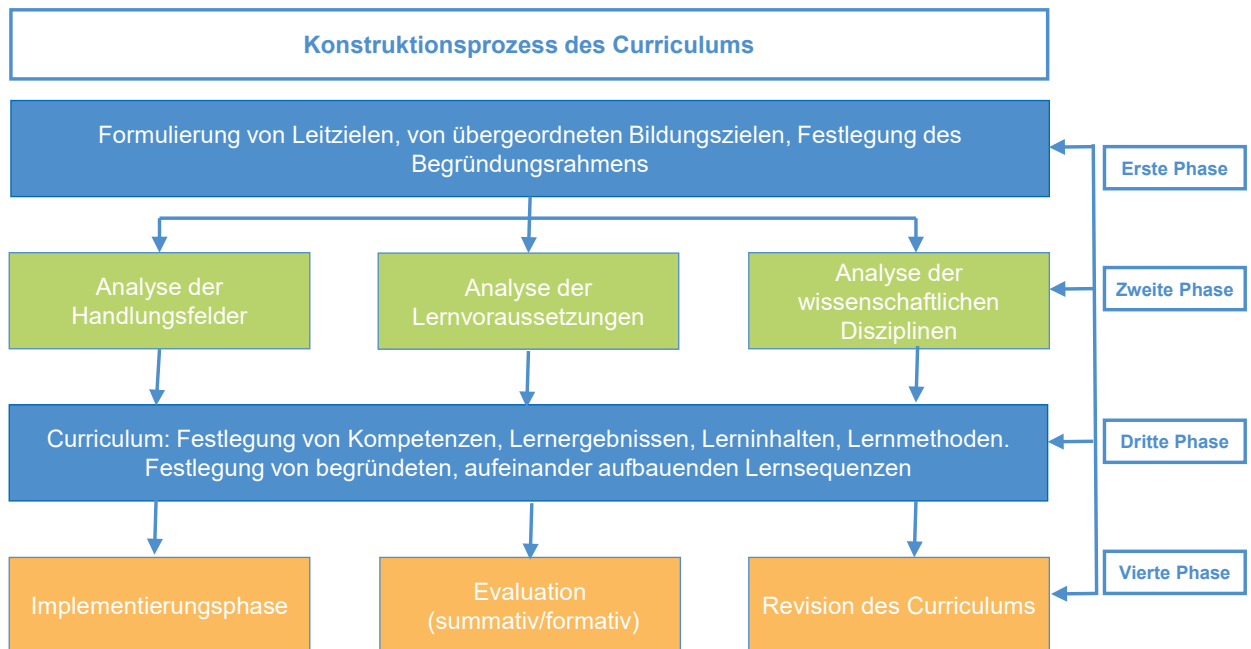 Konstruktionsprozess des Curriculums
Formulierung von Leitzielen, von übergeordneten Bildungszielen, Festlegung des
Begründungsrahmens
Erste Phase
Analyse der
Handlungsfelder
Analyse der
Lernvoraussetzungen
Analyse der
wissenschaftlichen
Disziplinen
Zweite Phase
Curriculum: Festlegung von Kompetenzen, Lernergebnissen, Lerninhalten, Lernmethoden.
Festlegung von begründeten, aufeinander aufbauenden Lernsequenzen
Dritte Phase
Implementierungsphase
Evaluation
(summativ/formativ)
Revision des Curriculums
Vierte Phase